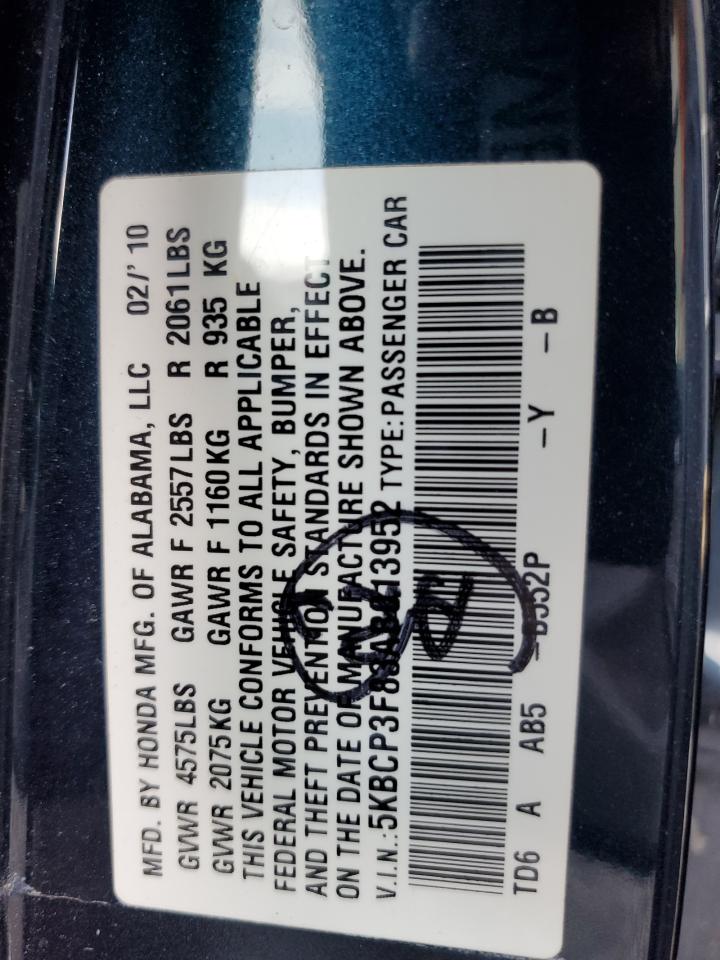 MFD. BY HONDA MFG. OF ALABAMA, LLC 02/' 10
GVWR 4575LBS GAWR F 2557LBS R 2061LBS
GVWR 2075KG GAWR F 1160KG R 935 KG
THIS VEHICLE CONFORMS TO ALL APPLICABLE
FEDERAL MOTOR VEHICLE SAFETY, BUMPER,
AND THEFT PREVENTION STANDARDS IN EFFECT
ON THE DATE OF MANUFACTURE SHOWN ABOVE.
V.I.N.: TYPE:PASSENGER CAR
TD6 A AB5 -Y -B